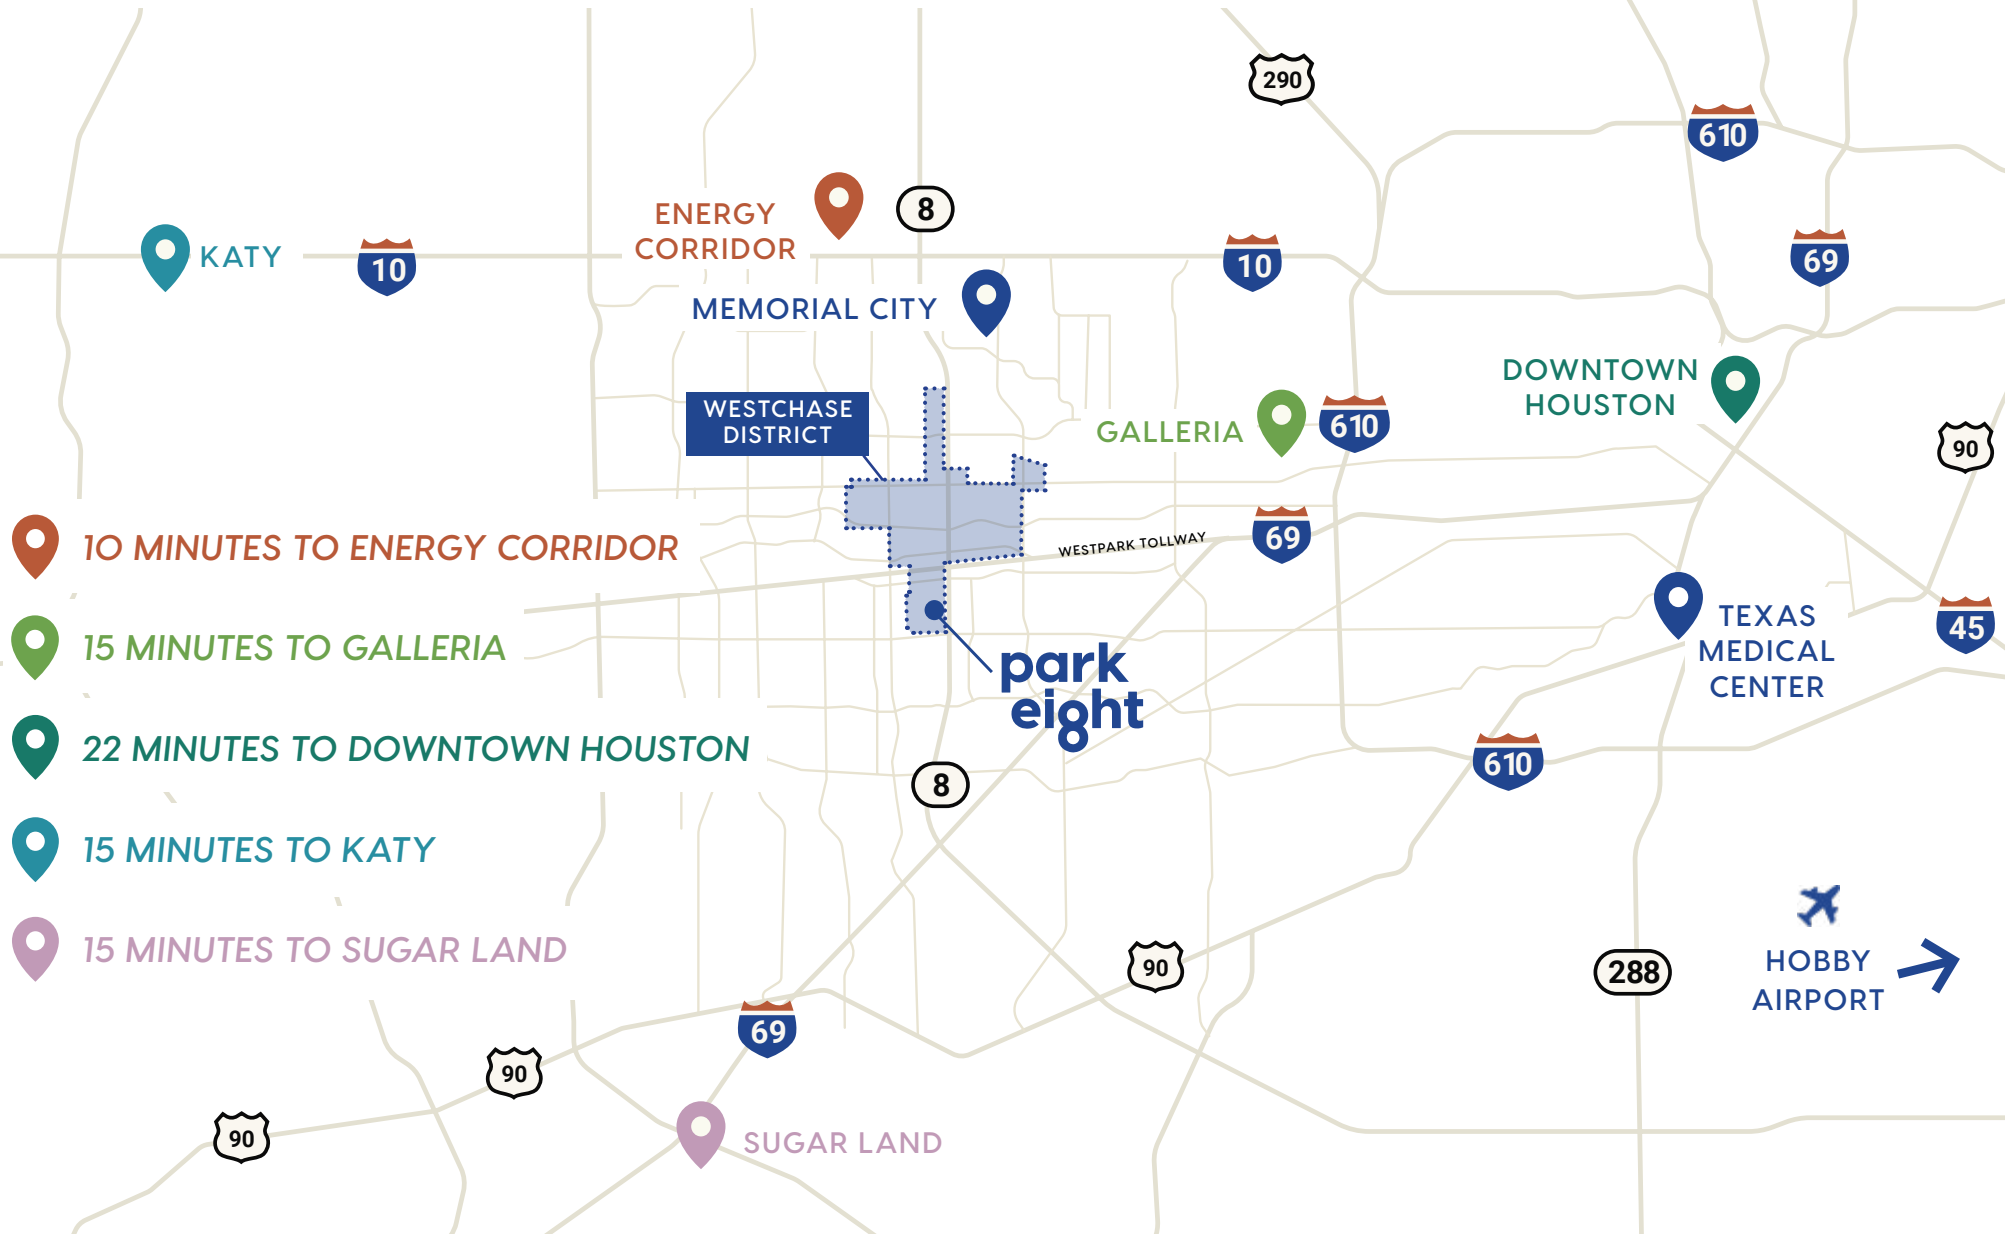 290
610
ENERGY
CORRIDOR
8
KATY
10
10
69
MEMORIAL CITY
DOWNTOWN
HOUSTON
WESTCHASE
DISTRICT
GALLERIA
610
90
10 MINUTES TO ENERGY CORRIDOR
WESTPARK TOLLWAY
69
15 MINUTES TO GALLERIA
TEXAS
MEDICAL
CENTER
45
park
eight
22 MINUTES TO DOWNTOWN HOUSTON
8
610
15 MINUTES TO KATY
15 MINUTES TO SUGAR LAND
90
288
HOBBY
AIRPORT
69
90
90
SUGAR LAND